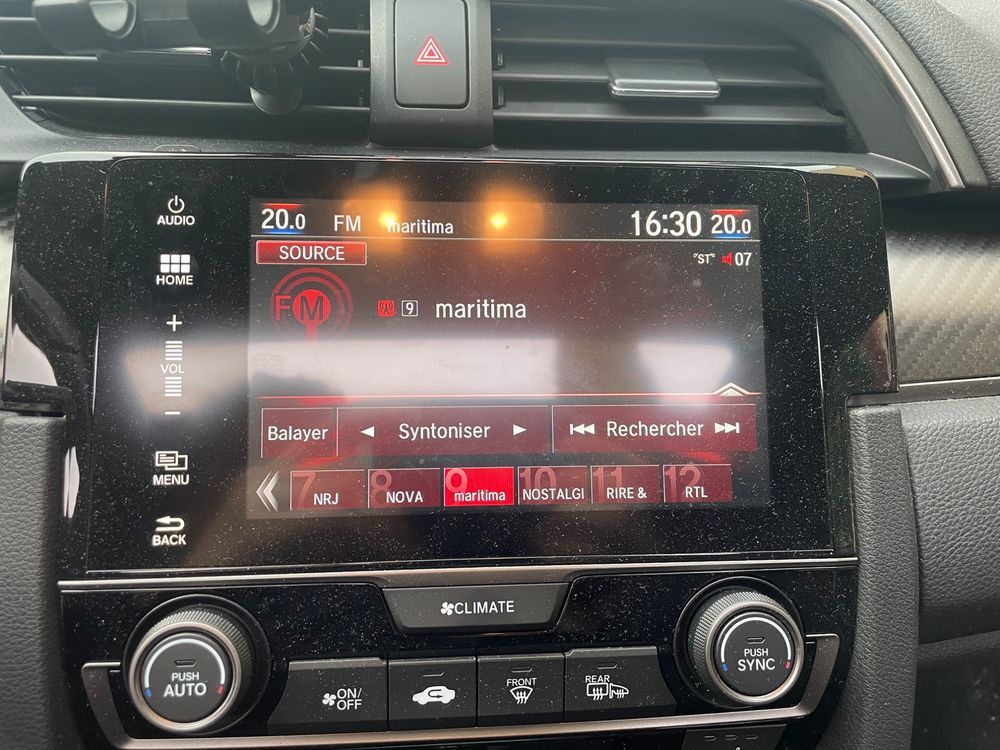 AUDIO
HOME
+
VOL
-
MENU
BACK
20.0 FM maritima 16:30 20.0
SOURCE "ST" 07
FM 9 maritima
Balayer Syntoniser Rechercher
7 NRJ 8 NOVA 9 maritima 10 NOSTALGI 11 RIRE & 12 RTL
CLIMATE
PUSH AUTO
ON/OFF
FRONT
REAR
PUSH SYNC